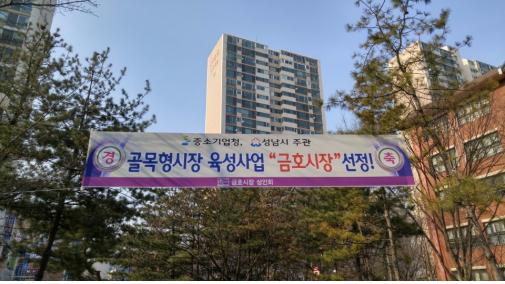 중소기업청, 성남시 주관
경 골목형시장 육성사업 "금호시장" 선정! 축
금호시장 상인회